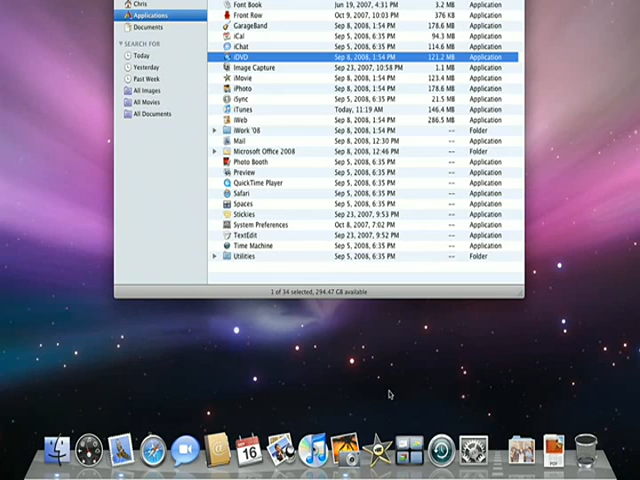 Chris
Applications
Documents
SEARCH FOR
Today
Yesterday
Past Week
All Images
All Movies
All Documents
Font Book Jun 19, 2007, 4:31 PM 3.2 MB Application
Front Row Oct 9, 2007, 10:03 PM 376 KB Application
GarageBand Sep 8, 2008, 1:54 PM 178.6 MB Application
iCal Sep 5, 2008, 6:35 PM 94.3 MB Application
iChat Sep 5, 2008, 6:35 PM 114.6 MB Application
iDVD Sep 8, 2008, 1:54 PM 121.2 MB Application
Image Capture Sep 23, 2007, 10:58 PM 1.1 MB Application
iMovie Sep 5, 2008, 6:35 PM 123.4 MB Application
iPhoto Sep 8, 2008, 1:54 PM 178.6 MB Application
iSync Sep 5, 2008, 6:35 PM 21.5 MB Application
iTunes Today, 11:19 AM 146.4 MB Application
iWeb Sep 8, 2008, 1:54 PM 286.5 MB Application
iWork '08 Sep 8, 2008, 1:54 PM -- Folder
Mail Sep 8, 2008, 12:30 PM -- Application
Microsoft Office 2008 Sep 8, 2008, 12:46 PM -- Folder
Photo Booth Sep 5, 2008, 6:35 PM -- Application
Preview Sep 5, 2008, 6:35 PM -- Application
QuickTime Player Sep 5, 2008, 6:35 PM -- Application
Safari Sep 5, 2008, 6:35 PM -- Application
Spaces Sep 5, 2008, 6:35 PM -- Application
Stickies Sep 23, 2007, 9:53 PM -- Application
System Preferences Oct 8, 2007, 7:02 PM -- Application
TextEdit Sep 23, 2007, 9:52 PM -- Application
Time Machine Sep 5, 2008, 6:35 PM -- Application
Utilities Sep 5, 2008, 6:35 PM -- Folder
1 of 34 selected, 294.47 GB available
16
PDF